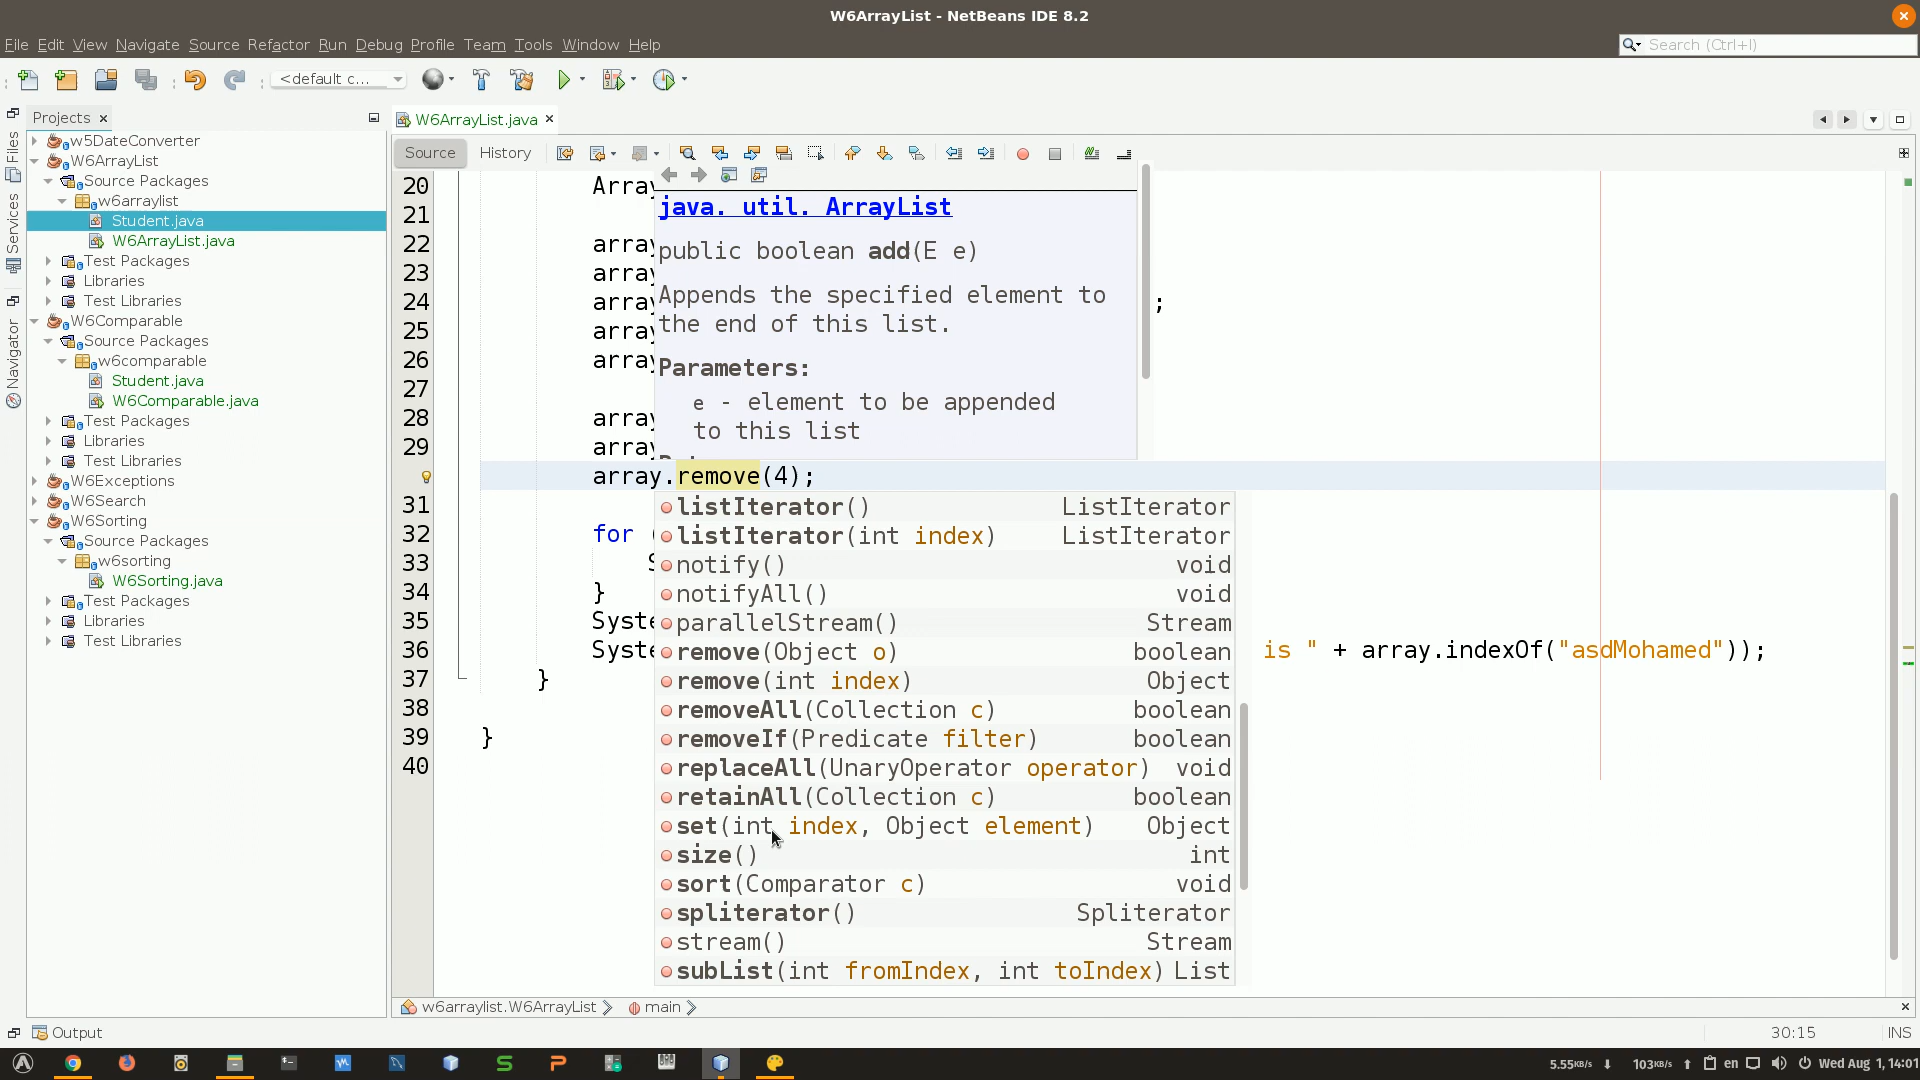 W6ArrayList - NetBeans IDE 8.2
File Edit View Navigate Source Refactor Run Debug Profile Team Tools Window Help
Search (Ctrl+I)
<default c...
Projects
W6ArrayList.java
Files
Services
Navigator
w5DateConverter
W6ArrayList
Source Packages
w6arraylist
Student.java
W6ArrayList.java
Test Packages
Libraries
Test Libraries
W6Comparable
Source Packages
w6comparable
Student.java
W6Comparable.java
Test Packages
Libraries
Test Libraries
W6Exceptions
W6Search
W6Sorting
Source Packages
w6sorting
W6Sorting.java
Test Packages
Libraries
Test Libraries
Source History
20 Array
21
22 array
23 array
24 array ;
25 array
26 array
27
28 array
29 array
array.remove(4);
31
32 for (
33 S
34 }
35 Syste
36 Syste is " + array.indexOf("asdMohamed"));
37 }
38
39 }
40
java. util. ArrayList
public boolean add(E e)
Appends the specified element to
the end of this list.
Parameters:
e - element to be appended
to this list
listIterator() ListIterator
listIterator(int index) ListIterator
notify() void
notifyAll() void
parallelStream() Stream
remove(Object o) boolean
remove(int index) Object
removeAll(Collection c) boolean
removeIf(Predicate filter) boolean
replaceAll(UnaryOperator operator) void
retainAll(Collection c) boolean
set(int index, Object element) Object
size() int
sort(Comparator c) void
spliterator() Spliterator
stream() Stream
subList(int fromIndex, int toIndex) List
w6arraylist.W6ArrayList main
Output
30:15 INS
5.55KB/s 103KB/s en Wed Aug 1, 14:01